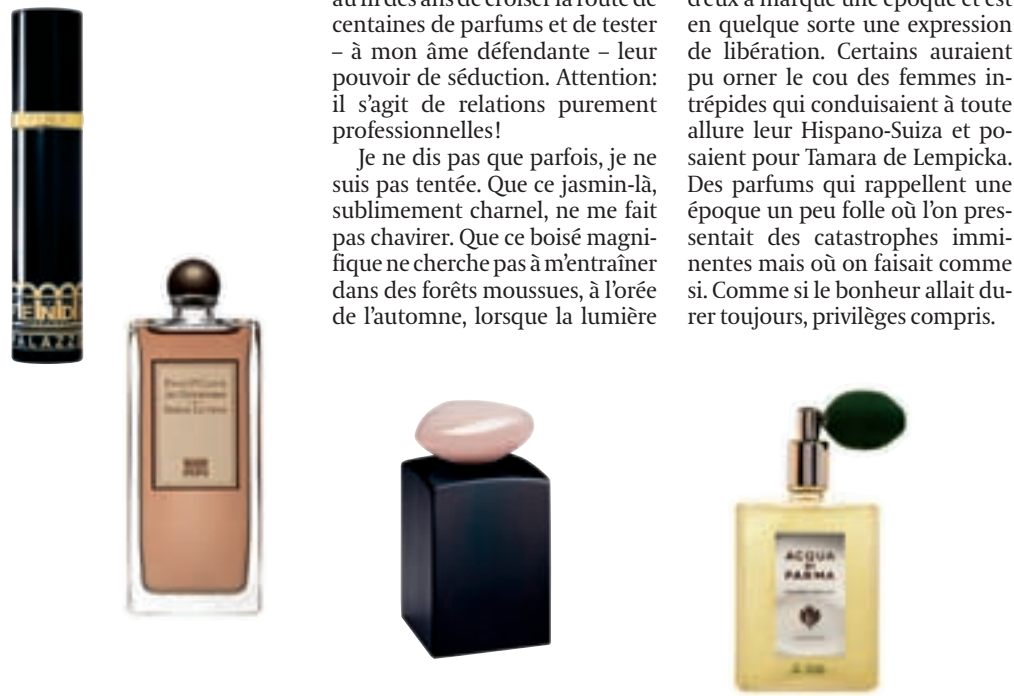 au fil des ans de croiser la route de
centaines de parfums et de tester
– à mon âme défendante – leur
pouvoir de séduction. Attention:
il s’agit de relations purement
professionnelles!
Je ne dis pas que parfois, je ne
suis pas tentée. Que ce jasmin-là,
sublimement charnel, ne me fait
pas chavirer. Que ce boisé magni-
fique ne cherche pas à m’entraîner
dans des forêts moussues, à l’orée
de l’automne, lorsque la lumière
d’eux a marqué une époque et est
en quelque sorte une expression
de libération. Certains auraient
pu orner le cou des femmes in-
trépides qui conduisaient à toute
allure leur Hispano-Suiza et po-
saient pour Tamara de Lempicka.
Des parfums qui rappellent une
époque un peu folle où l’on pres-
sentait des catastrophes immi-
nentes mais où on faisait comme
si. Comme si le bonheur allait du-
rer toujours, privilèges compris.
FENDI
PALAZZ
ACQUA
DI
PARMA